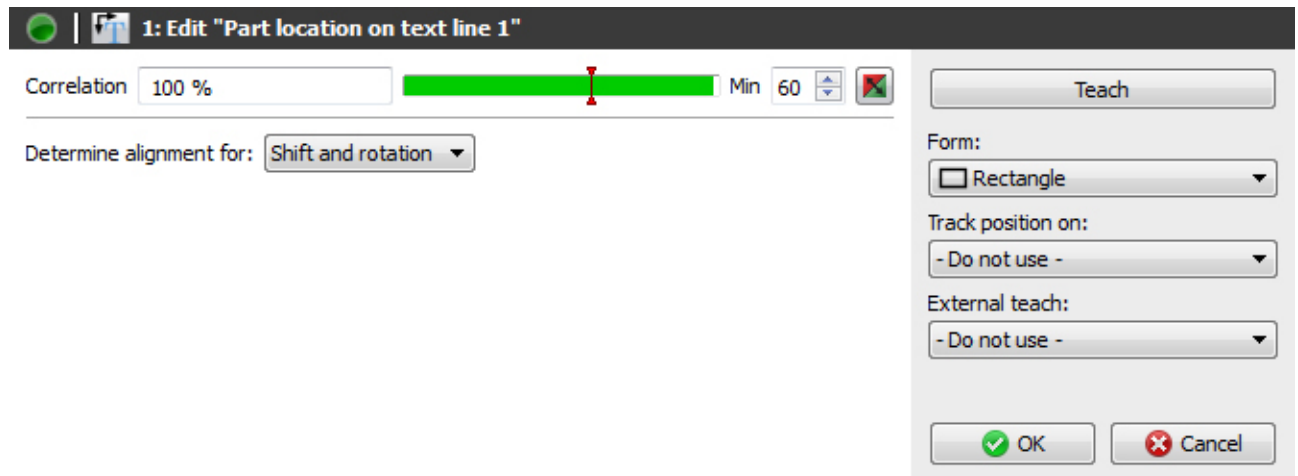 1: Edit "Part location on text line 1"
Correlation 100 % Min 60
Determine alignment for: Shift and rotation
Teach
Form:
Rectangle
Track position on:
- Do not use -
External teach:
- Do not use -
OK Cancel